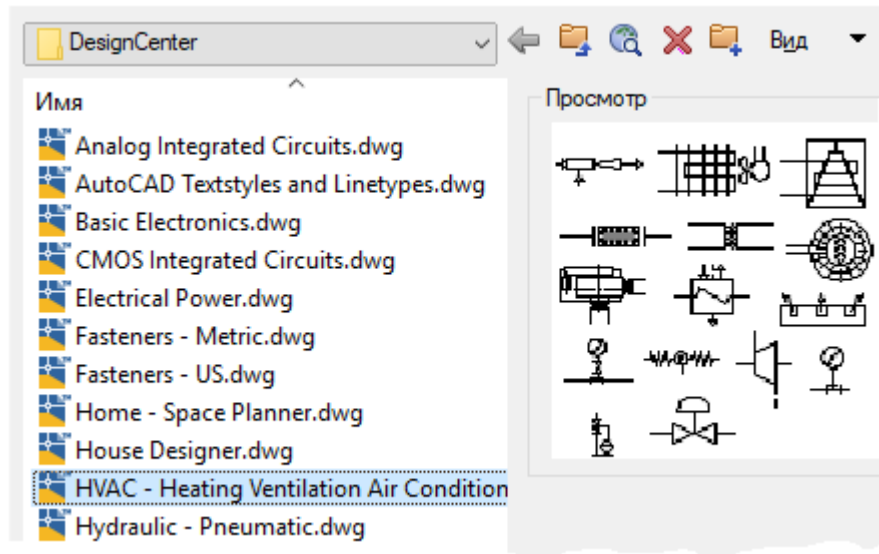 DesignCenter
Вид
Имя
Просмотр
Analog Integrated Circuits.dwg
AutoCAD Textstyles and Linetypes.dwg
Basic Electronics.dwg
CMOS Integrated Circuits.dwg
Electrical Power.dwg
Fasteners - Metric.dwg
Fasteners - US.dwg
Home - Space Planner.dwg
House Designer.dwg
HVAC - Heating Ventilation Air Condition
Hydraulic - Pneumatic.dwg